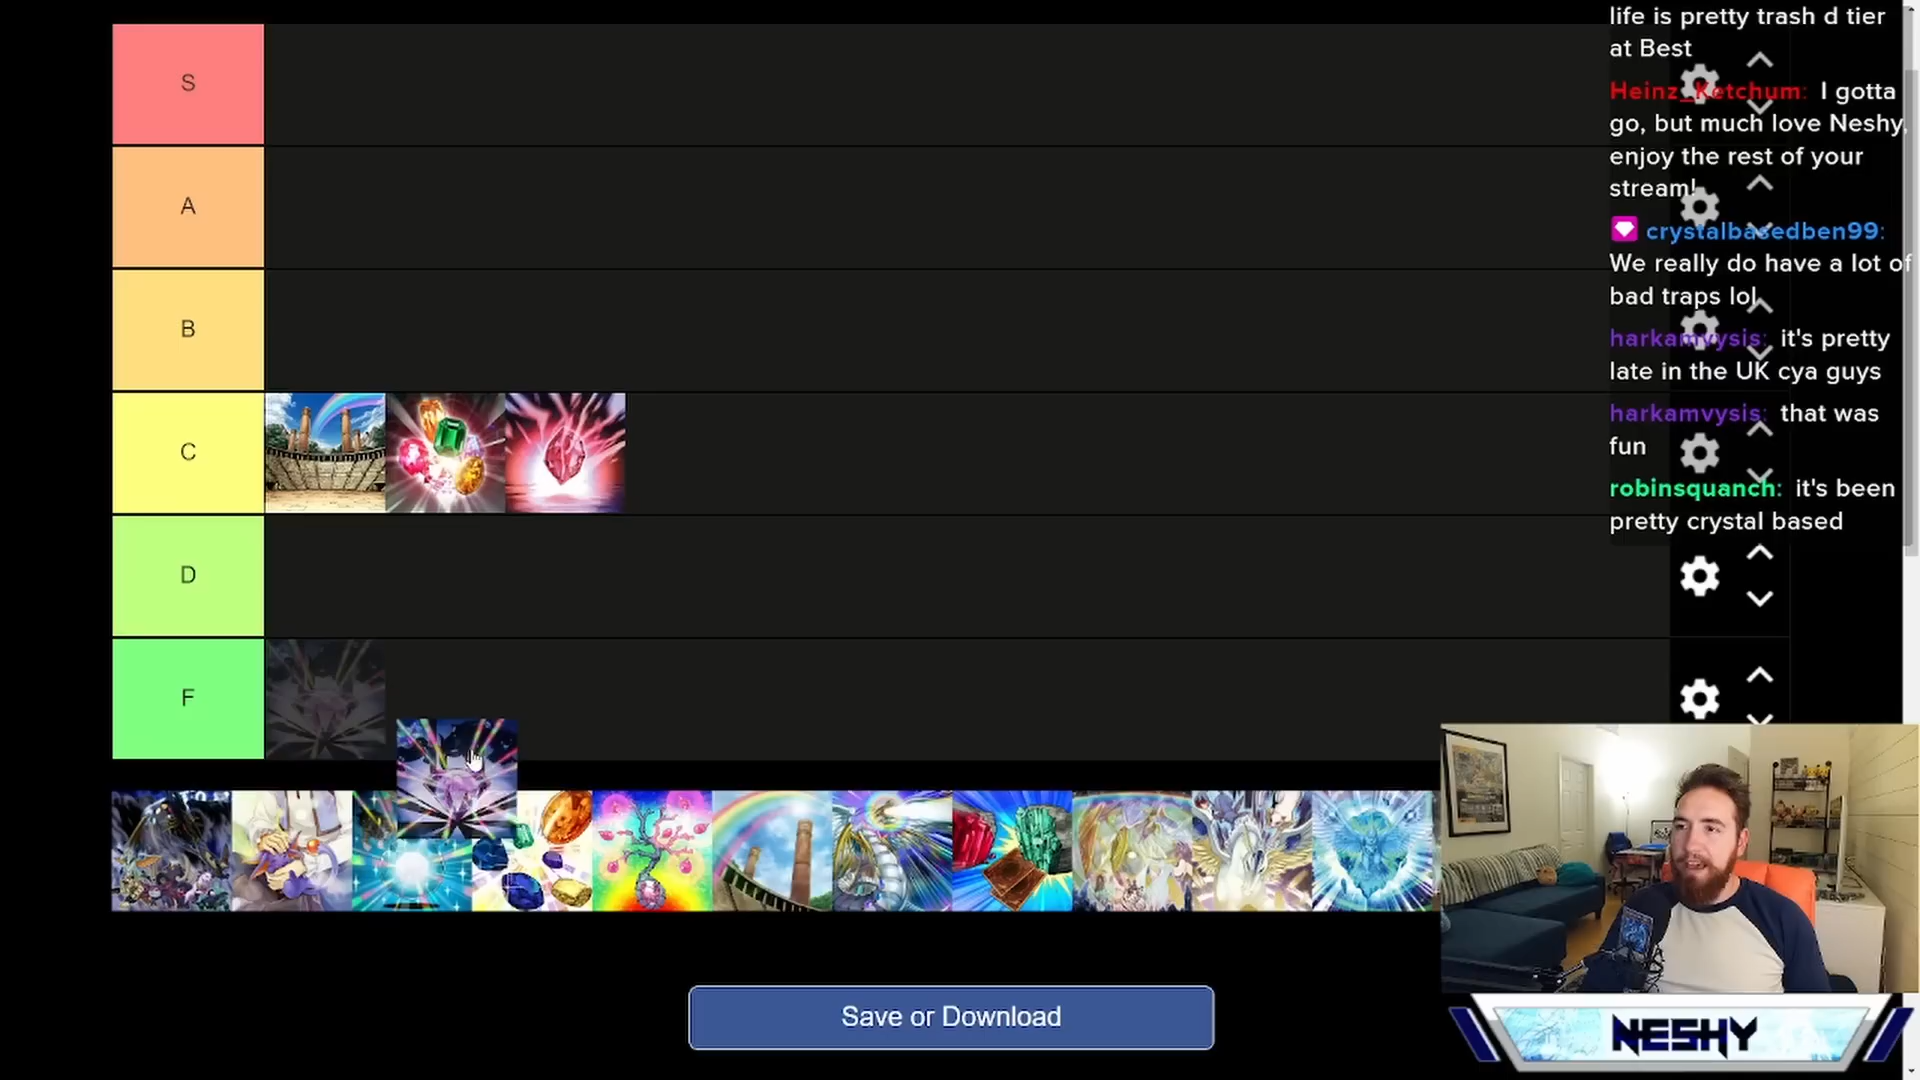 S
A
B
C
D
F
life is pretty trash d tier
at Best
Heinz_Ketchum: I gotta
go, but much love Neshy,
enjoy the rest of your
stream!
crystalbasedben99:
We really do have a lot of
bad traps lol
harkamvysis: it's pretty
late in the UK cya guys
harkamvysis: that was
fun
robinsquanch: it's been
pretty crystal based
Save or Download
NESHY